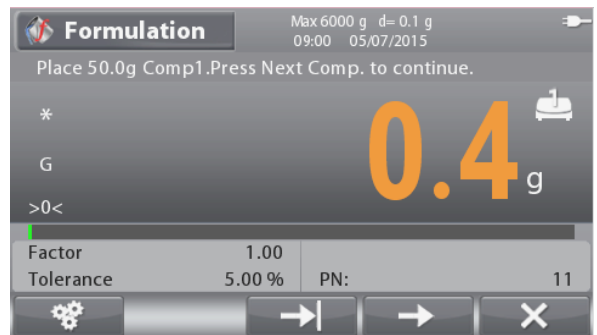 Formulation
Max 6000 g d= 0.1 g
09:00 05/07/2015
Place 50.0g Comp1.Press Next Comp. to continue.
*
1
0.4 g
G
>0<
Factor 1.00
Tolerance 5.00 % PN: 11